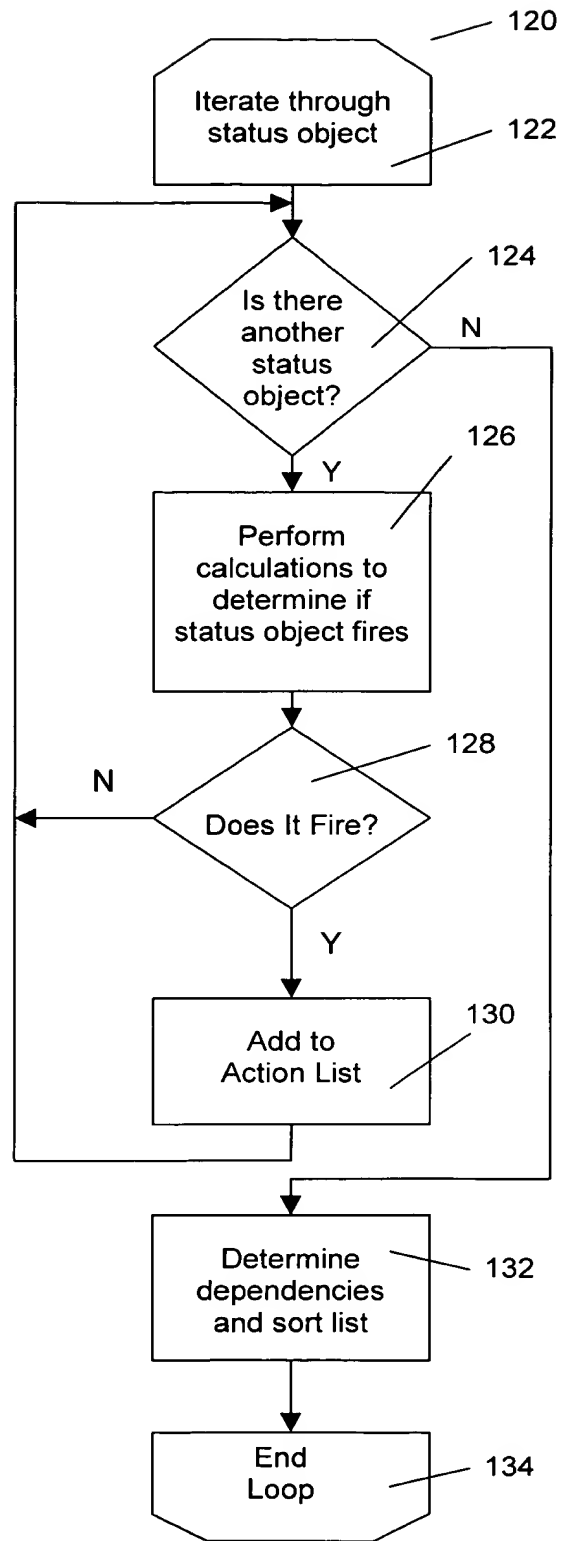 120
Iterate through
status object
122
124
Is there
another
status
object?
N
126
Y
Perform
calculations to
determine if
status object fires
128
N
Does It Fire?
Y
130
Add to
Action List
Determine
dependencies
and sort list
132
End
Loop
134